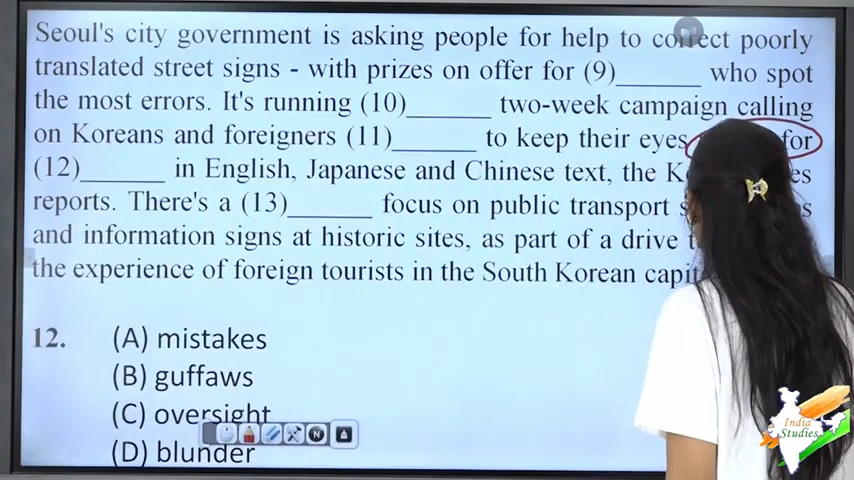 Seoul's city government is asking people for help to correct poorly
translated street signs - with prizes on offer for (9)_______ who spot
the most errors. It's running (10)_______ two-week campaign calling
on Koreans and foreigners (11)_______ to keep their eyes for
(12)_______ in English, Japanese and Chinese text, the
reports. There's a (13)_______ focus on public transport
and information signs at historic sites, as part of a drive
the experience of foreign tourists in the South Korean
12. (A) mistakes
(B) guffaws
(C) oversight
(D) blunder
India
Studies